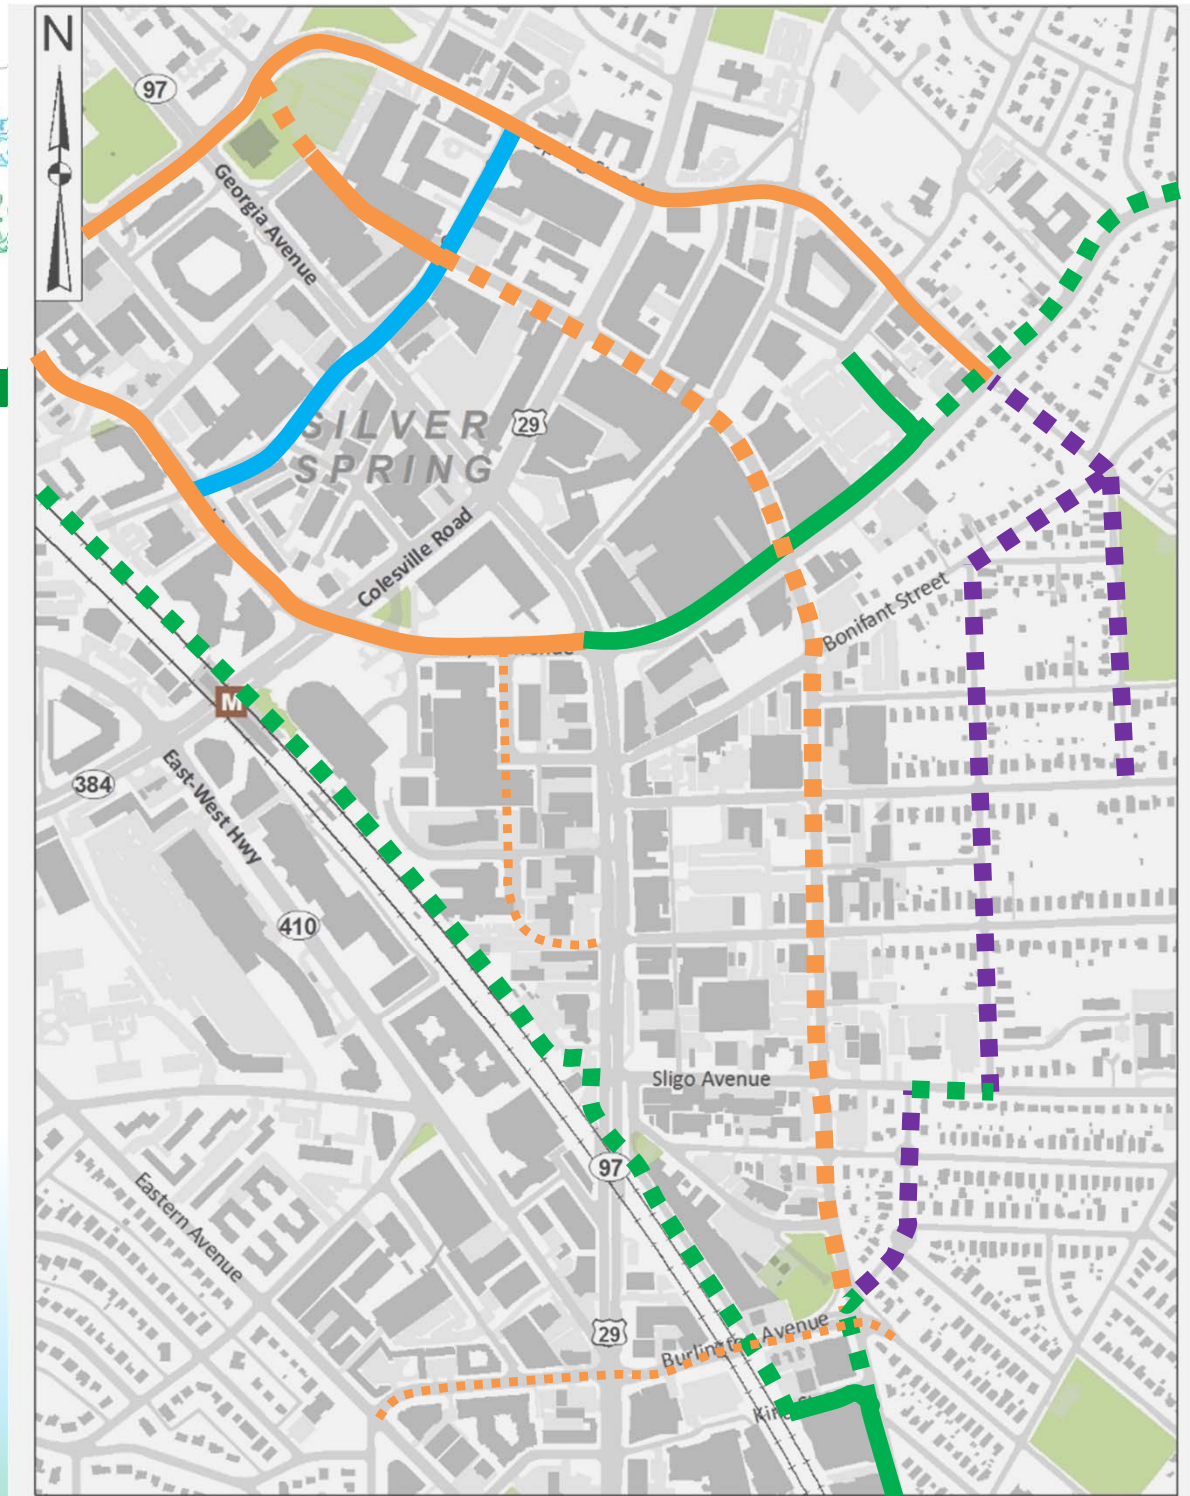 N
97
Georgia Avenue
SILVER
SPRING
29
Colesville Road
Bonifant Street
M
384
East-West Hwy
410
Sligo Avenue
97
Eastern Avenue
29
Burlington Avenue